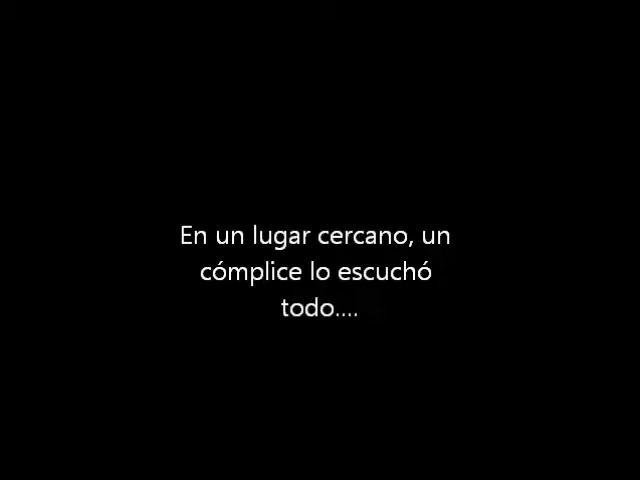 En un lugar cercano, un
cómplice lo escuchó
todo....